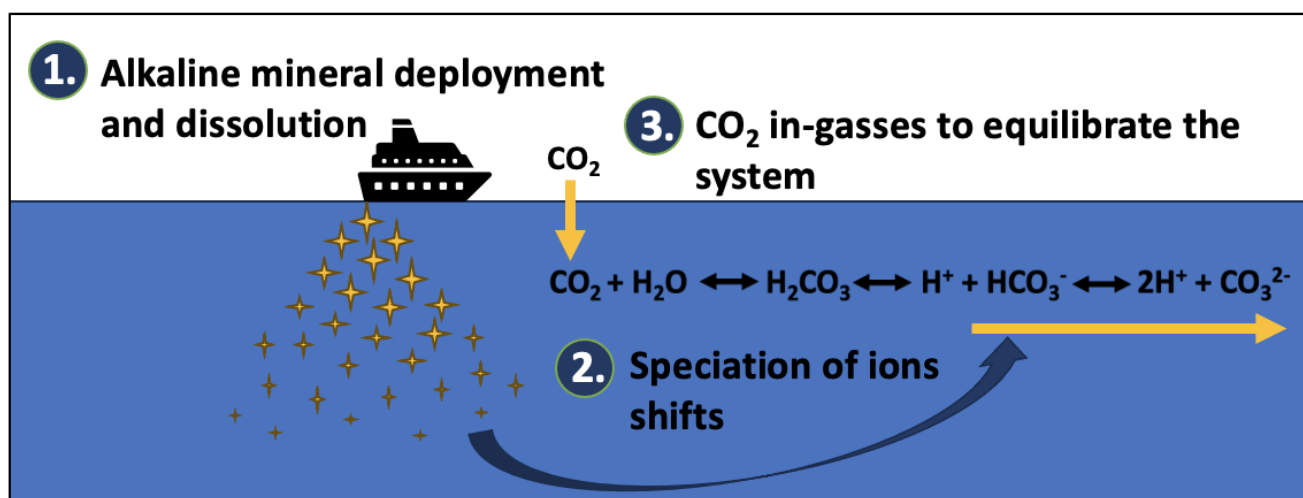 1. Alkaline mineral deployment
and dissolution
3. CO₂ in-gasses to equilibrate the
system
CO₂
CO₂ + H₂O ⟷ H₂CO₃ ⟷ H⁺ + HCO₃⁻ ⟷ 2H⁺ + CO₃²⁻
2. Speciation of ions
shifts